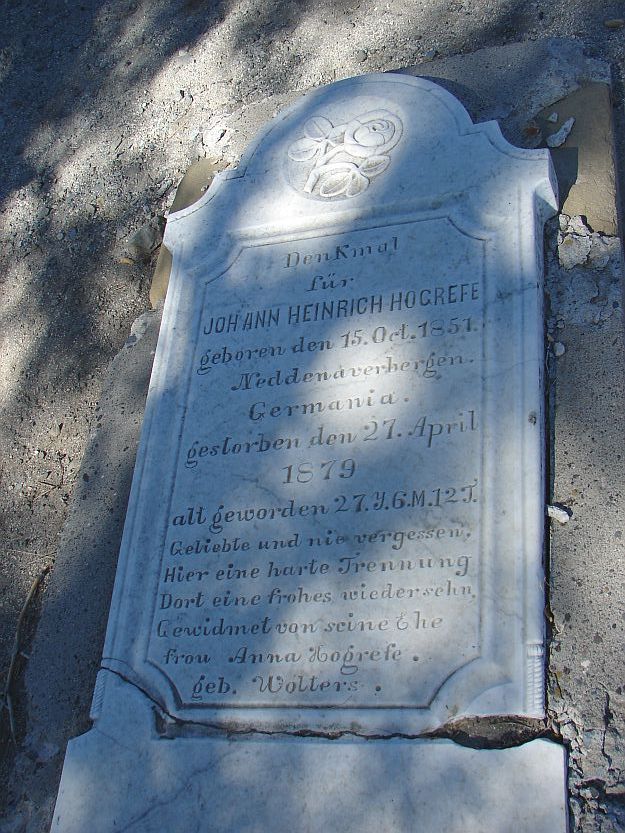 DenKmal
für
JOHANN HEINRICH HOGREFE
geboren den 15. Oct. 1851.
Neddenaverbergen.
Germania.
gestorben den 27. April
1879
alt geworden 27. J. 6. M. 12 T.
Geliebte und nie vergessen,
Hier eine harte Trennung
Dort eine frohes wiedersehn,
Gewidmet von seine Ehe
frou Anna Hogrefe.
geb. Wolters.